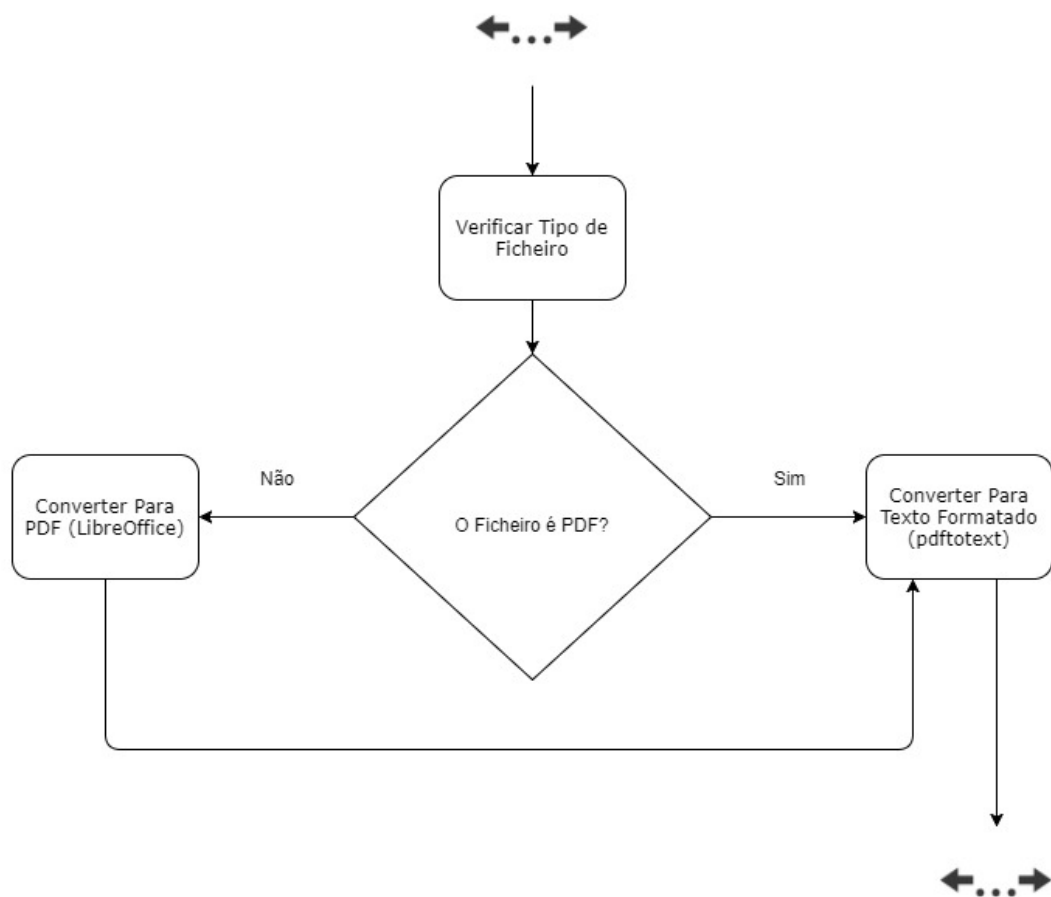 Verificar Tipo de
Ficheiro
Não
Sim
Converter Para
PDF (LibreOffice)
O Ficheiro é PDF?
Converter Para
Texto Formatado
(pdftotext)